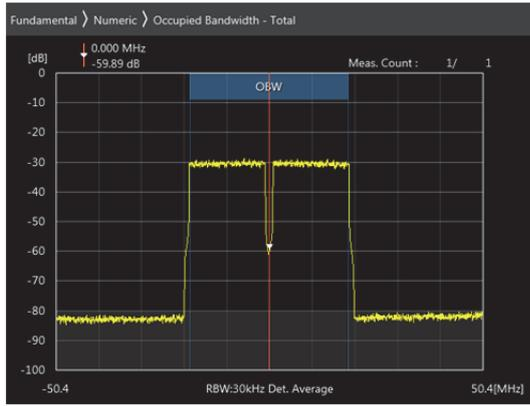 Fundamental 〉 Numeric 〉 Occupied Bandwidth - Total
0.000 MHz
[dB] -59.89 dB Meas. Count : 1/ 1
0
OBW
-10
-20
-30
-40
-50
-60
-70
-80
-90
-100
-50.4 RBW:30kHz Det. Average 50.4[MHz]